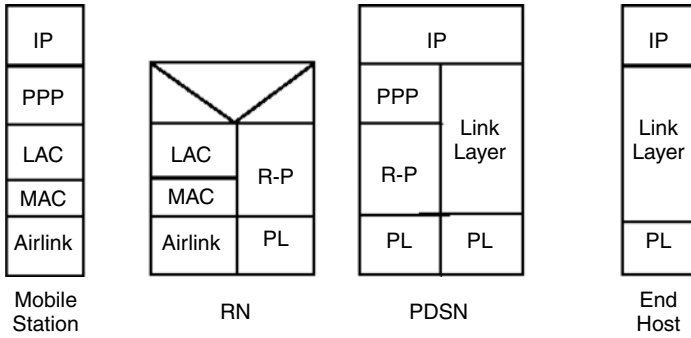 IP
PPP
LAC
MAC
Airlink
Mobile
Station
LAC
MAC
Airlink
R-P
PL
RN
IP
PPP
R-P
PL
Link
Layer
PL
PDSN
IP
Link
Layer
PL
End
Host